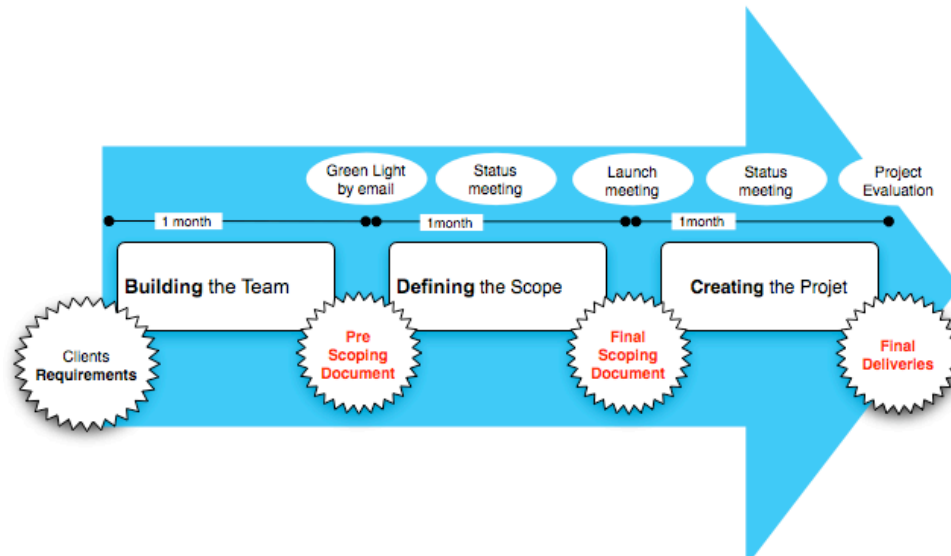 Green Light
by email
Status
meeting
Launch
meeting
Status
meeting
Project
Evaluation
1 month
1month
1month
Building the Team
Defining the Scope
Creating the Projet
Clients
Requirements
Pre
Scoping
Document
Final
Scoping
Document
Final
Deliveries